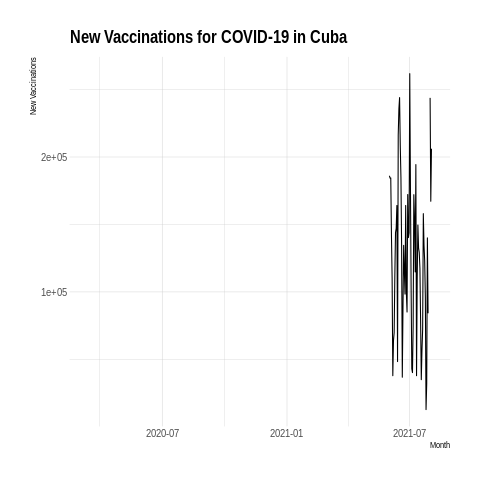 New Vaccinations for COVID-19 in Cuba
New Vaccinations
2e+05
1e+05
2020-07
2021-01
2021-07
Month